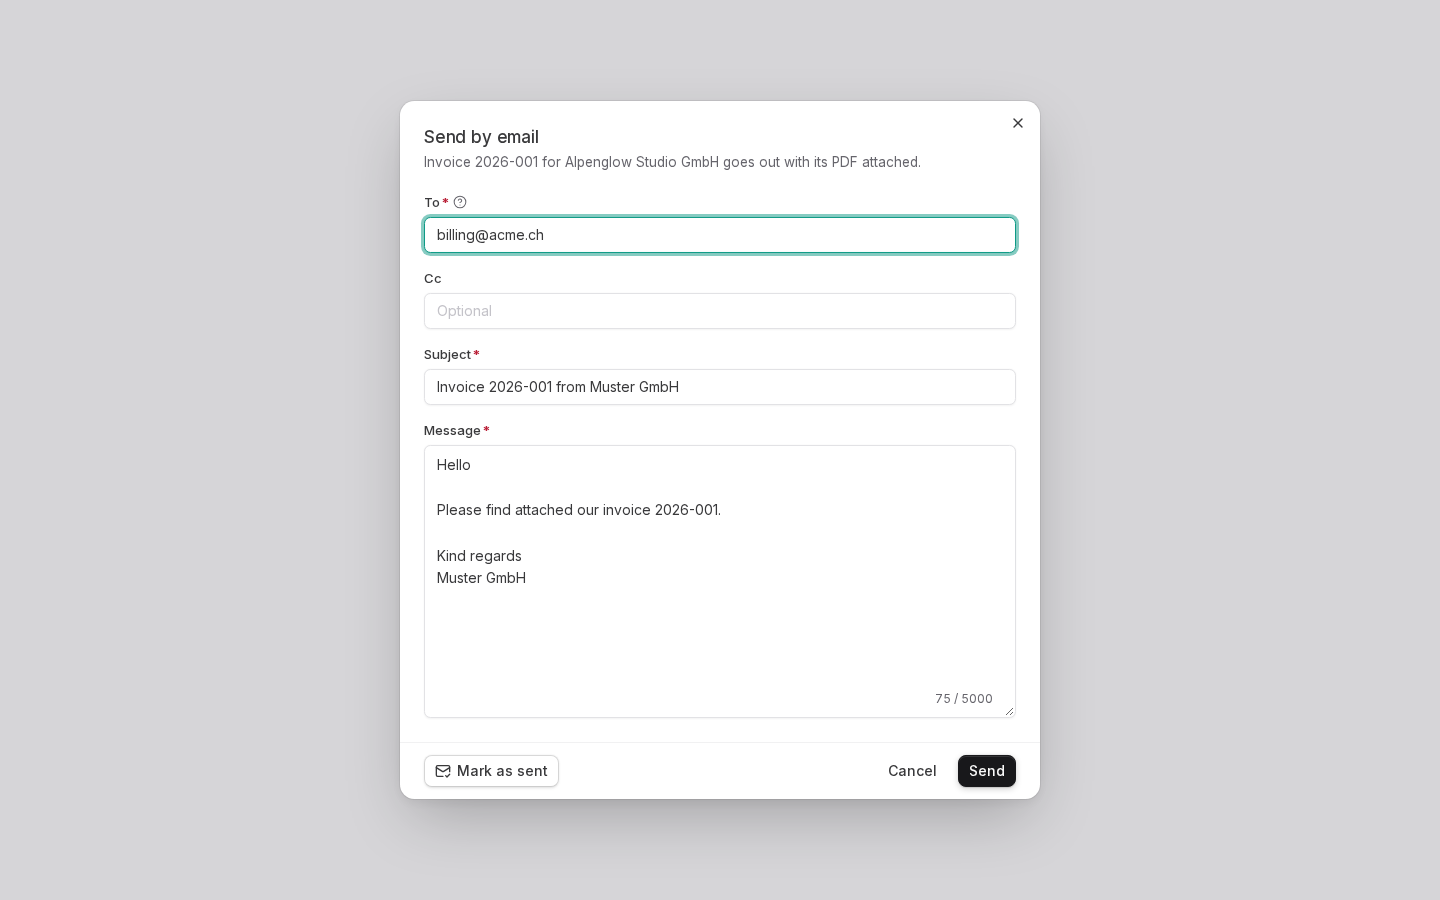 Send by email
Invoice 2026-001 for Alpenglow Studio GmbH goes out with its PDF attached.
To *
billing@acme.ch
Cc
Optional
Subject *
Invoice 2026-001 from Muster GmbH
Message *
Hello
Please find attached our invoice 2026-001.
Kind regards
Muster GmbH
75 / 5000
Mark as sent
Cancel
Send